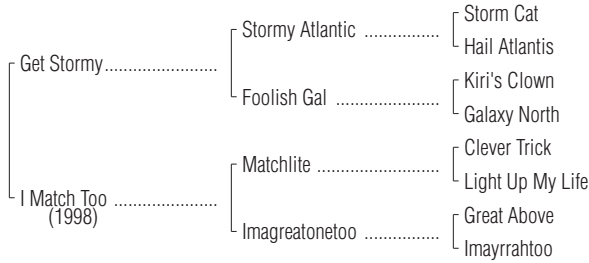 Storm Cat
Stormy Atlantic ................
Hail Atlantis
Get Stormy.......................
Kiri's Clown
Foolish Gal ......................
Galaxy North
Clever Trick
Matchlite ..........................
Light Up My Life
I Match Too .....................
(1998)
Great Above
Imagreatonetoo ................
Imayrrahtoo